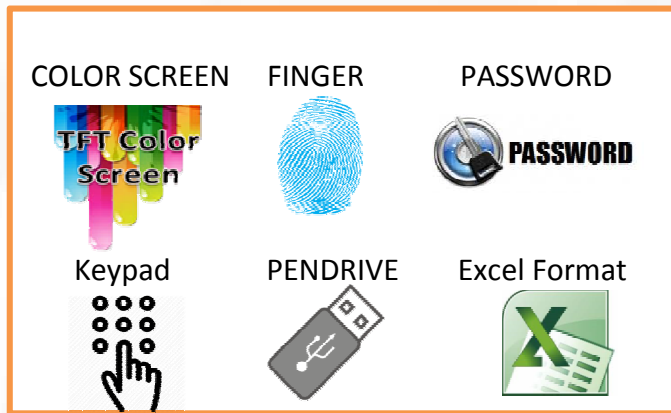 COLOR SCREEN FINGER PASSWORD
TFT Color
Screen
PASSWORD
Keypad PENDRIVE Excel Format
X